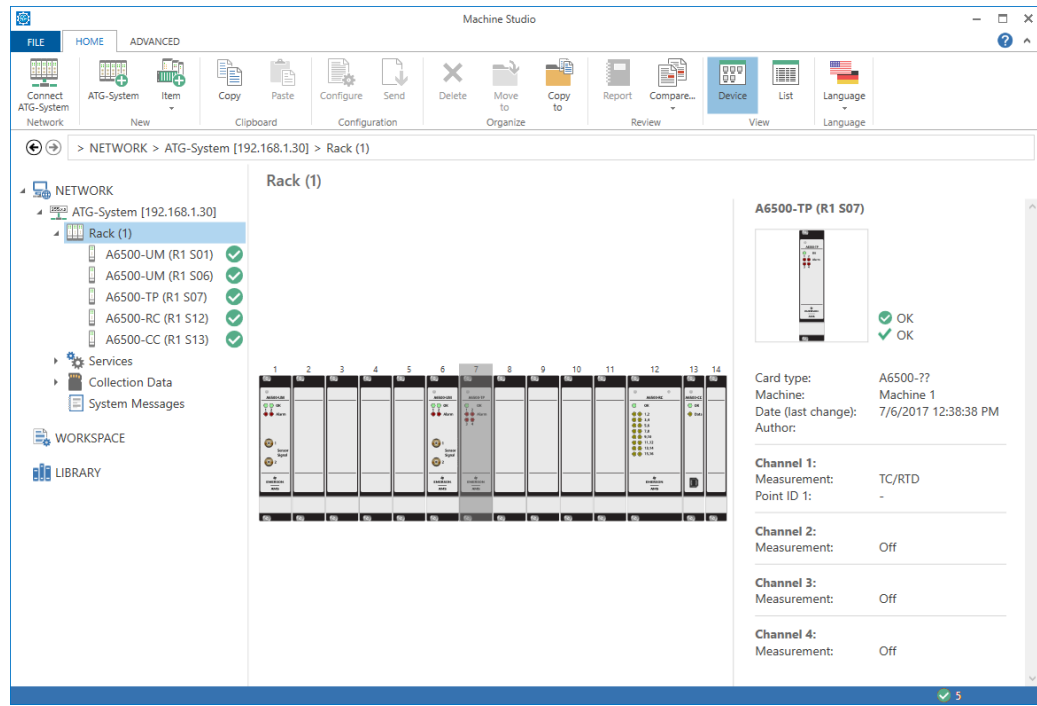 Machine Studio
FILE HOME ADVANCED
Connect ATG-System
ATG-System
Item
Copy
Paste
Configure
Send
Delete
Move to
Copy to
Report
Compare...
Device
List
Language
Network New Clipboard Configuration Organize Review View Language
> NETWORK > ATG-System [192.168.1.30] > Rack (1)
NETWORK
ATG-System [192.168.1.30]
Rack (1)
A6500-UM (R1 S01)
A6500-UM (R1 S06)
A6500-TP (R1 S07)
A6500-RC (R1 S12)
A6500-CC (R1 S13)
Services
Collection Data
System Messages
WORKSPACE
LIBRARY
Rack (1)
1 2 3 4 5 6 7 8 9 10 11 12 13 14
A6500-TP (R1 S07)
OK
OK
Card type: A6500-??
Machine: Machine 1
Date (last change): 7/6/2017 12:38:38 PM
Author:
Channel 1:
Measurement: TC/RTD
Point ID 1: -
Channel 2:
Measurement: Off
Channel 3:
Measurement: Off
Channel 4:
Measurement: Off
5